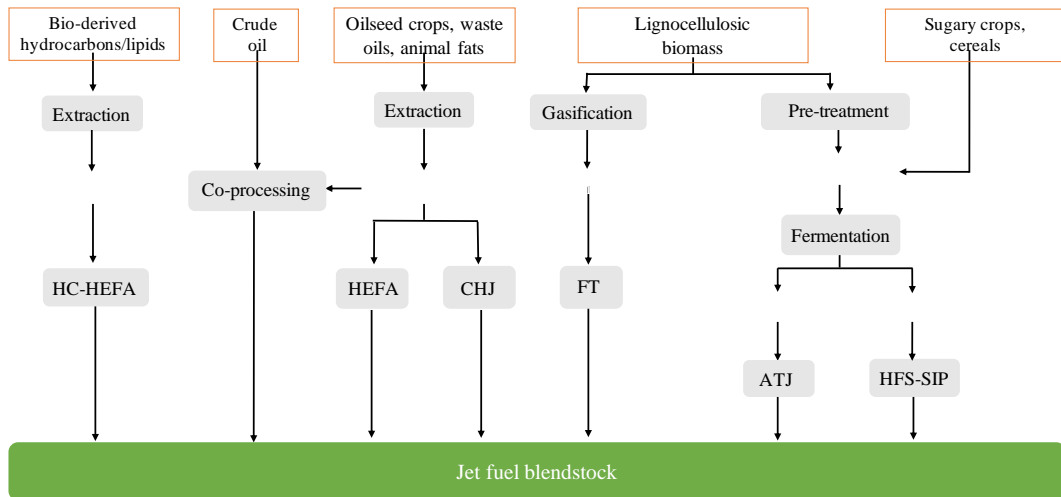 Bio-derived
hydrocarbons/lipids
Crude
oil
Oilseed crops, waste
oils, animal fats
Lignocellulosic
biomass
Sugary crops,
cereals
Extraction
Extraction
Gasification
Pre-treatment
Co-processing
Fermentation
HC-HEFA
HEFA
CHJ
FT
ATJ
HFS-SIP
Jet fuel blendstock